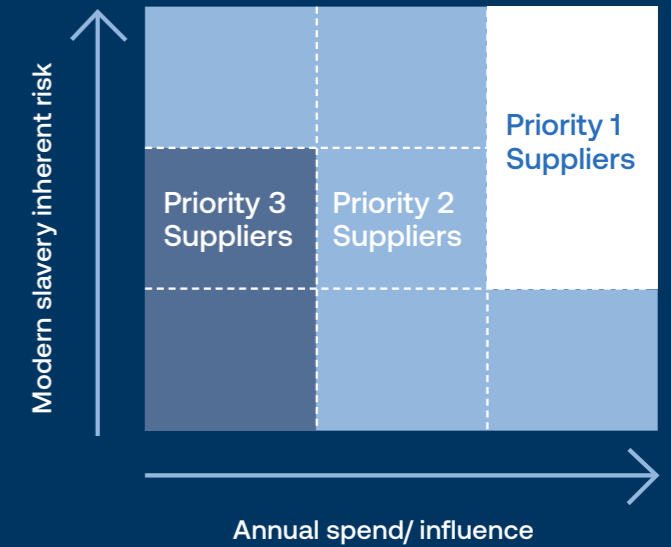 Modern slavery inherent risk
Priority 1
Suppliers
Priority 3
Suppliers
Priority 2
Suppliers
Annual spend/ influence